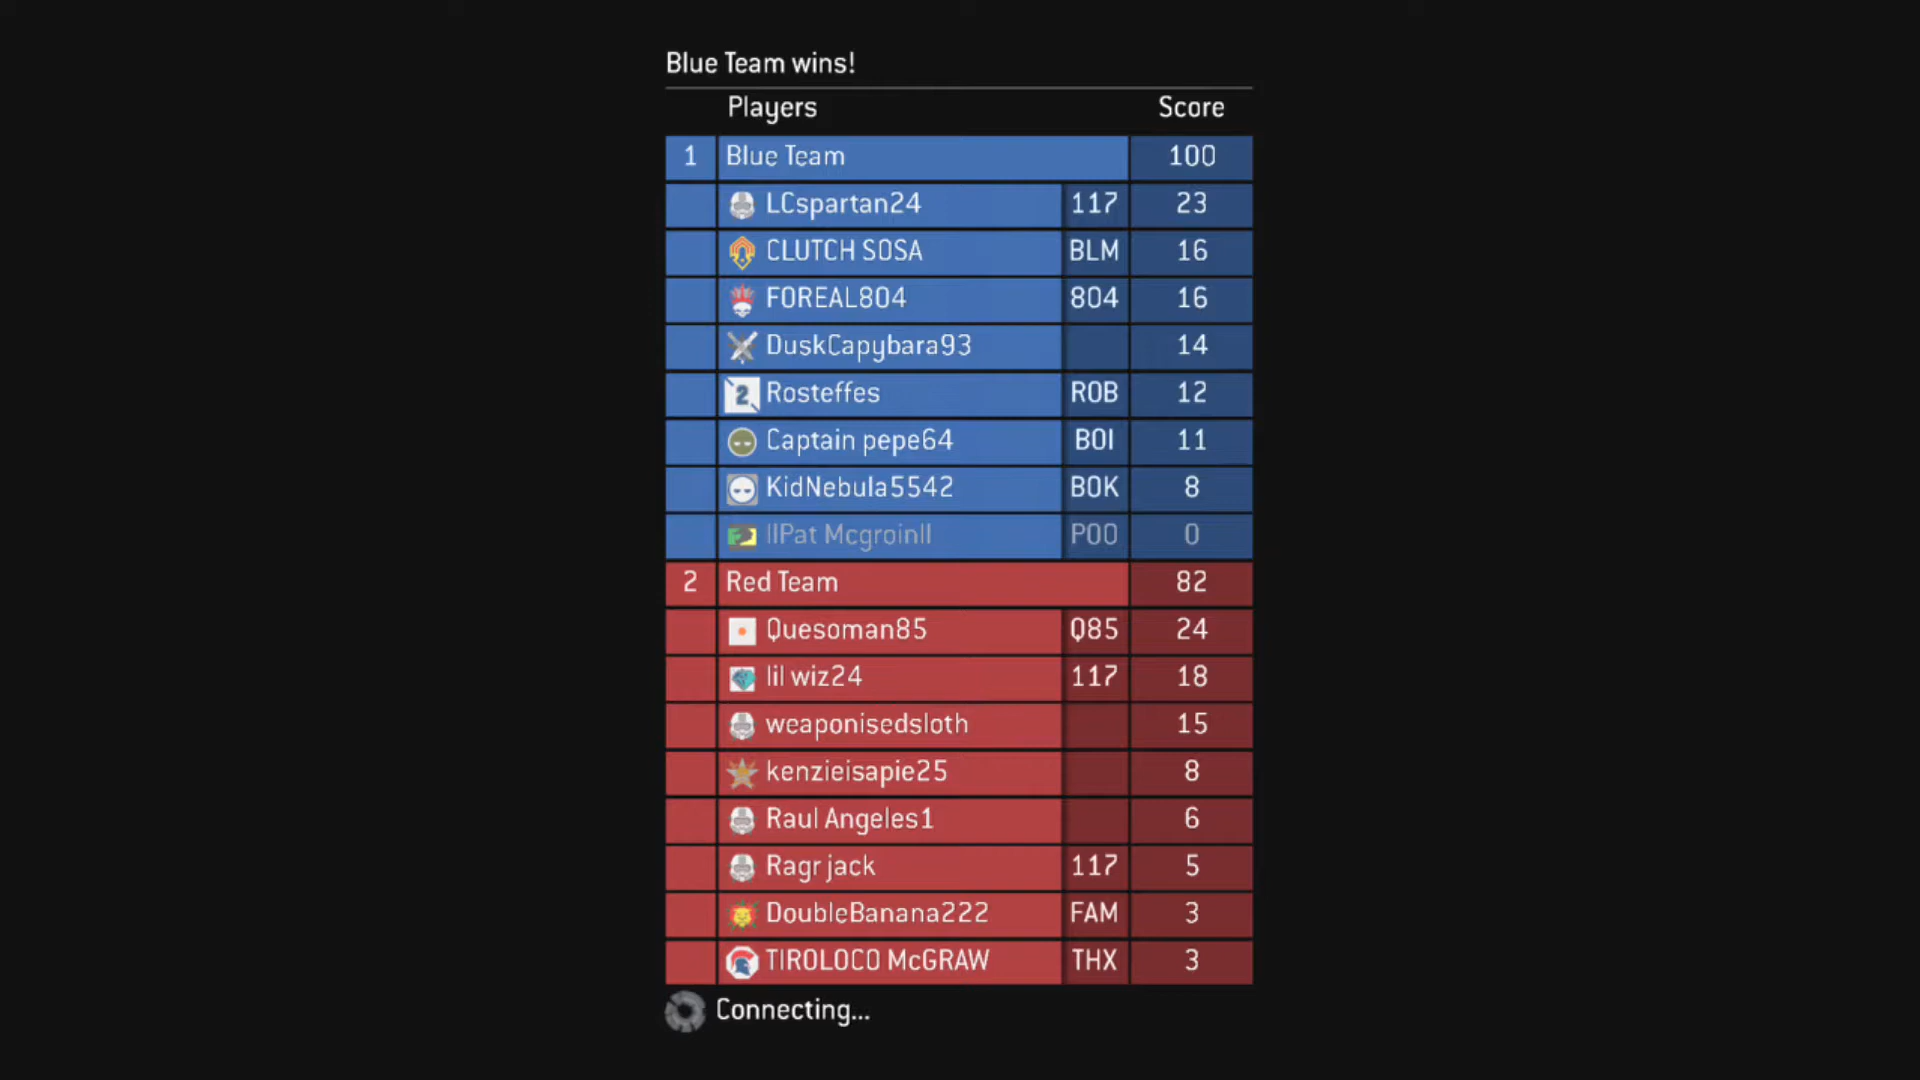 Blue Team wins!
Players Score
1 Blue Team 100
LCspartan24 117 23
CLUTCH SOSA BLM 16
FOREAL804 804 16
DuskCapybara93 14
2 Rosteffes ROB 12
Captain pepe64 BOI 11
KidNebula5542 BOK 8
llPat Mcgroinll POO 0
2 Red Team 82
Quesoman85 Q85 24
lil wiz24 117 18
weaponisedsloth 15
kenzieisapie25 8
Raul Angeles1 6
Ragr jack 117 5
DoubleBanana222 FAM 3
TIROLOCO McGRAW THX 3
Connecting...